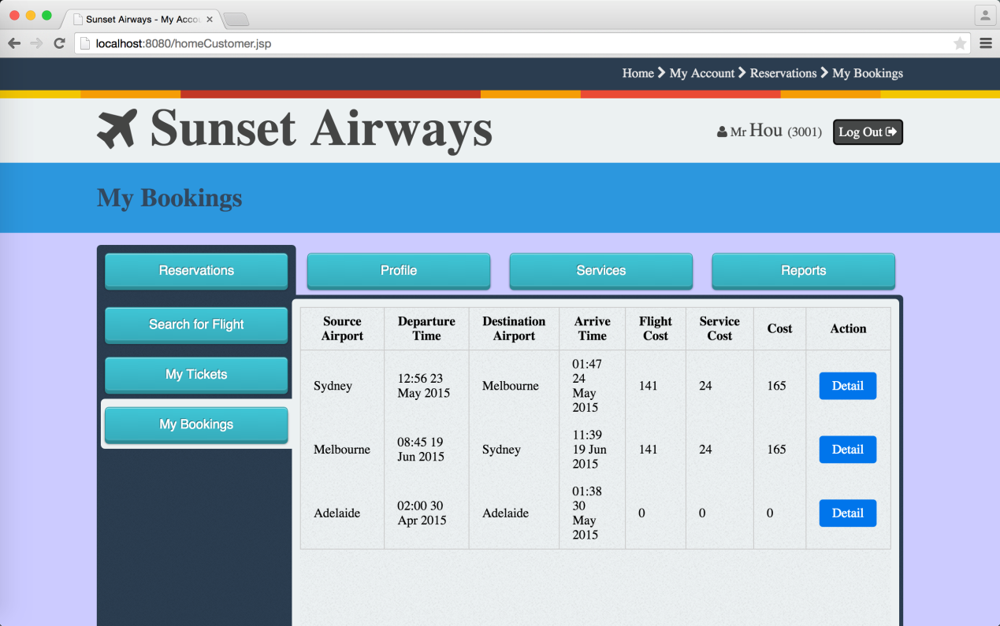 Sunset Airways - My Accou
localhost:8080/homeCustomer.jsp
Home My Account Reservations My Bookings
Sunset Airways
Mr Hou (3001) Log Out
My Bookings
Reservations Profile Services Reports
Search for Flight
My Tickets
My Bookings
Source Airport Departure Time Destination Airport Arrive Time Flight Cost Service Cost Cost Action
Sydney 12:56 23 May 2015 Melbourne 01:47 24 May 2015 141 24 165 Detail
Melbourne 08:45 19 Jun 2015 Sydney 11:39 19 Jun 2015 141 24 165 Detail
Adelaide 02:00 30 Apr 2015 Adelaide 01:38 30 May 2015 0 0 0 Detail